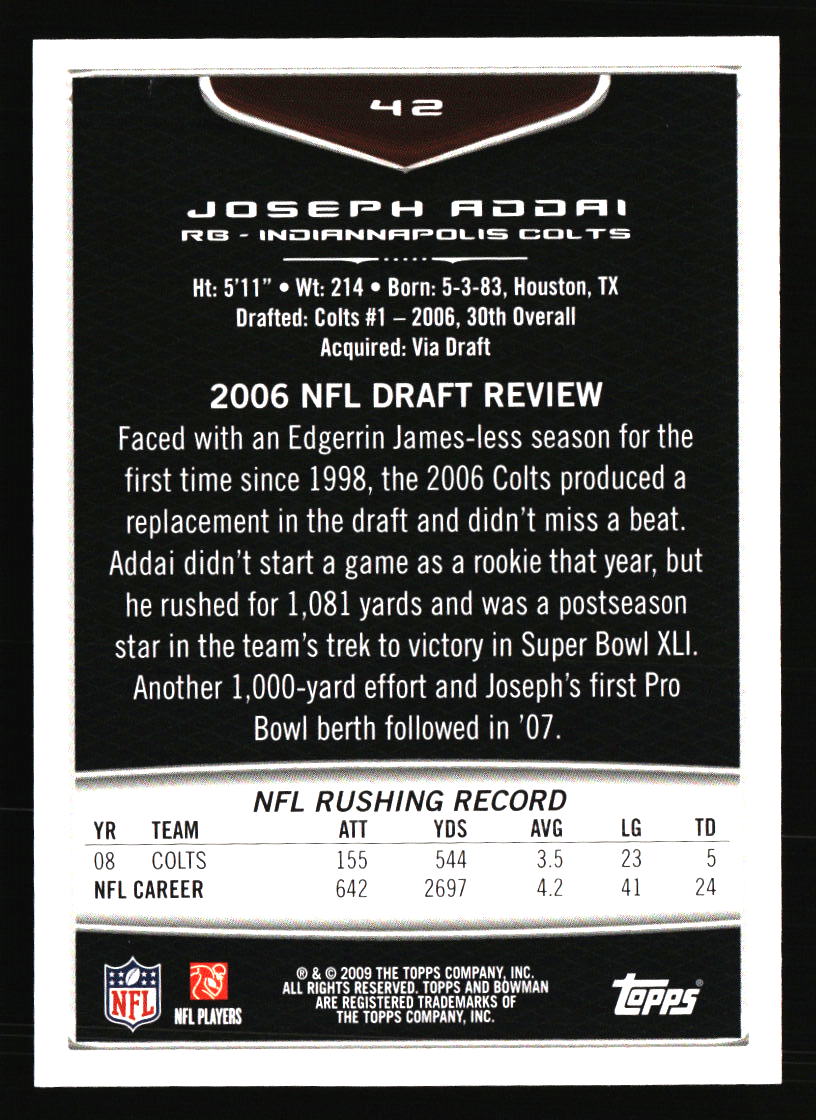 42
JOSEPH ADDAI
RB - INDIANNAPOLIS COLTS
Ht: 5'11" • Wt: 214 • Born: 5-3-83, Houston, TX
Drafted: Colts #1 – 2006, 30th Overall
Acquired: Via Draft
2006 NFL DRAFT REVIEW
Faced with an Edgerrin James-less season for the
first time since 1998, the 2006 Colts produced a
replacement in the draft and didn't miss a beat.
Addai didn't start a game as a rookie that year, but
he rushed for 1,081 yards and was a postseason
star in the team's trek to victory in Super Bowl XLI.
Another 1,000-yard effort and Joseph's first Pro
Bowl berth followed in '07.
NFL RUSHING RECORD
YR TEAM ATT YDS AVG LG TD
08 COLTS 155 544 3.5 23 5
NFL CAREER 642 2697 4.2 41 24
NFL
NFL PLAYERS
® & © 2009 THE TOPPS COMPANY, INC.
ALL RIGHTS RESERVED. TOPPS AND BOWMAN
ARE REGISTERED TRADEMARKS OF
THE TOPPS COMPANY, INC.
Topps®